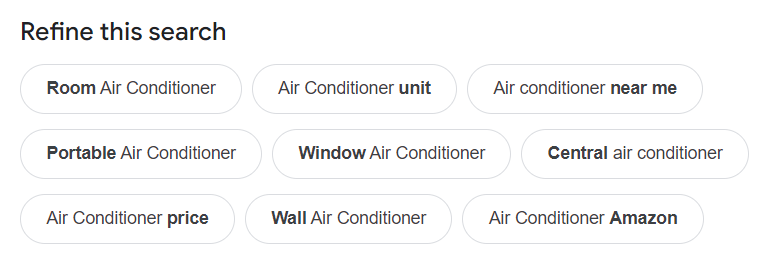 Refine this search
Room Air Conditioner
Air Conditioner unit
Air conditioner near me
Portable Air Conditioner
Window Air Conditioner
Central air conditioner
Air Conditioner price
Wall Air Conditioner
Air Conditioner Amazon